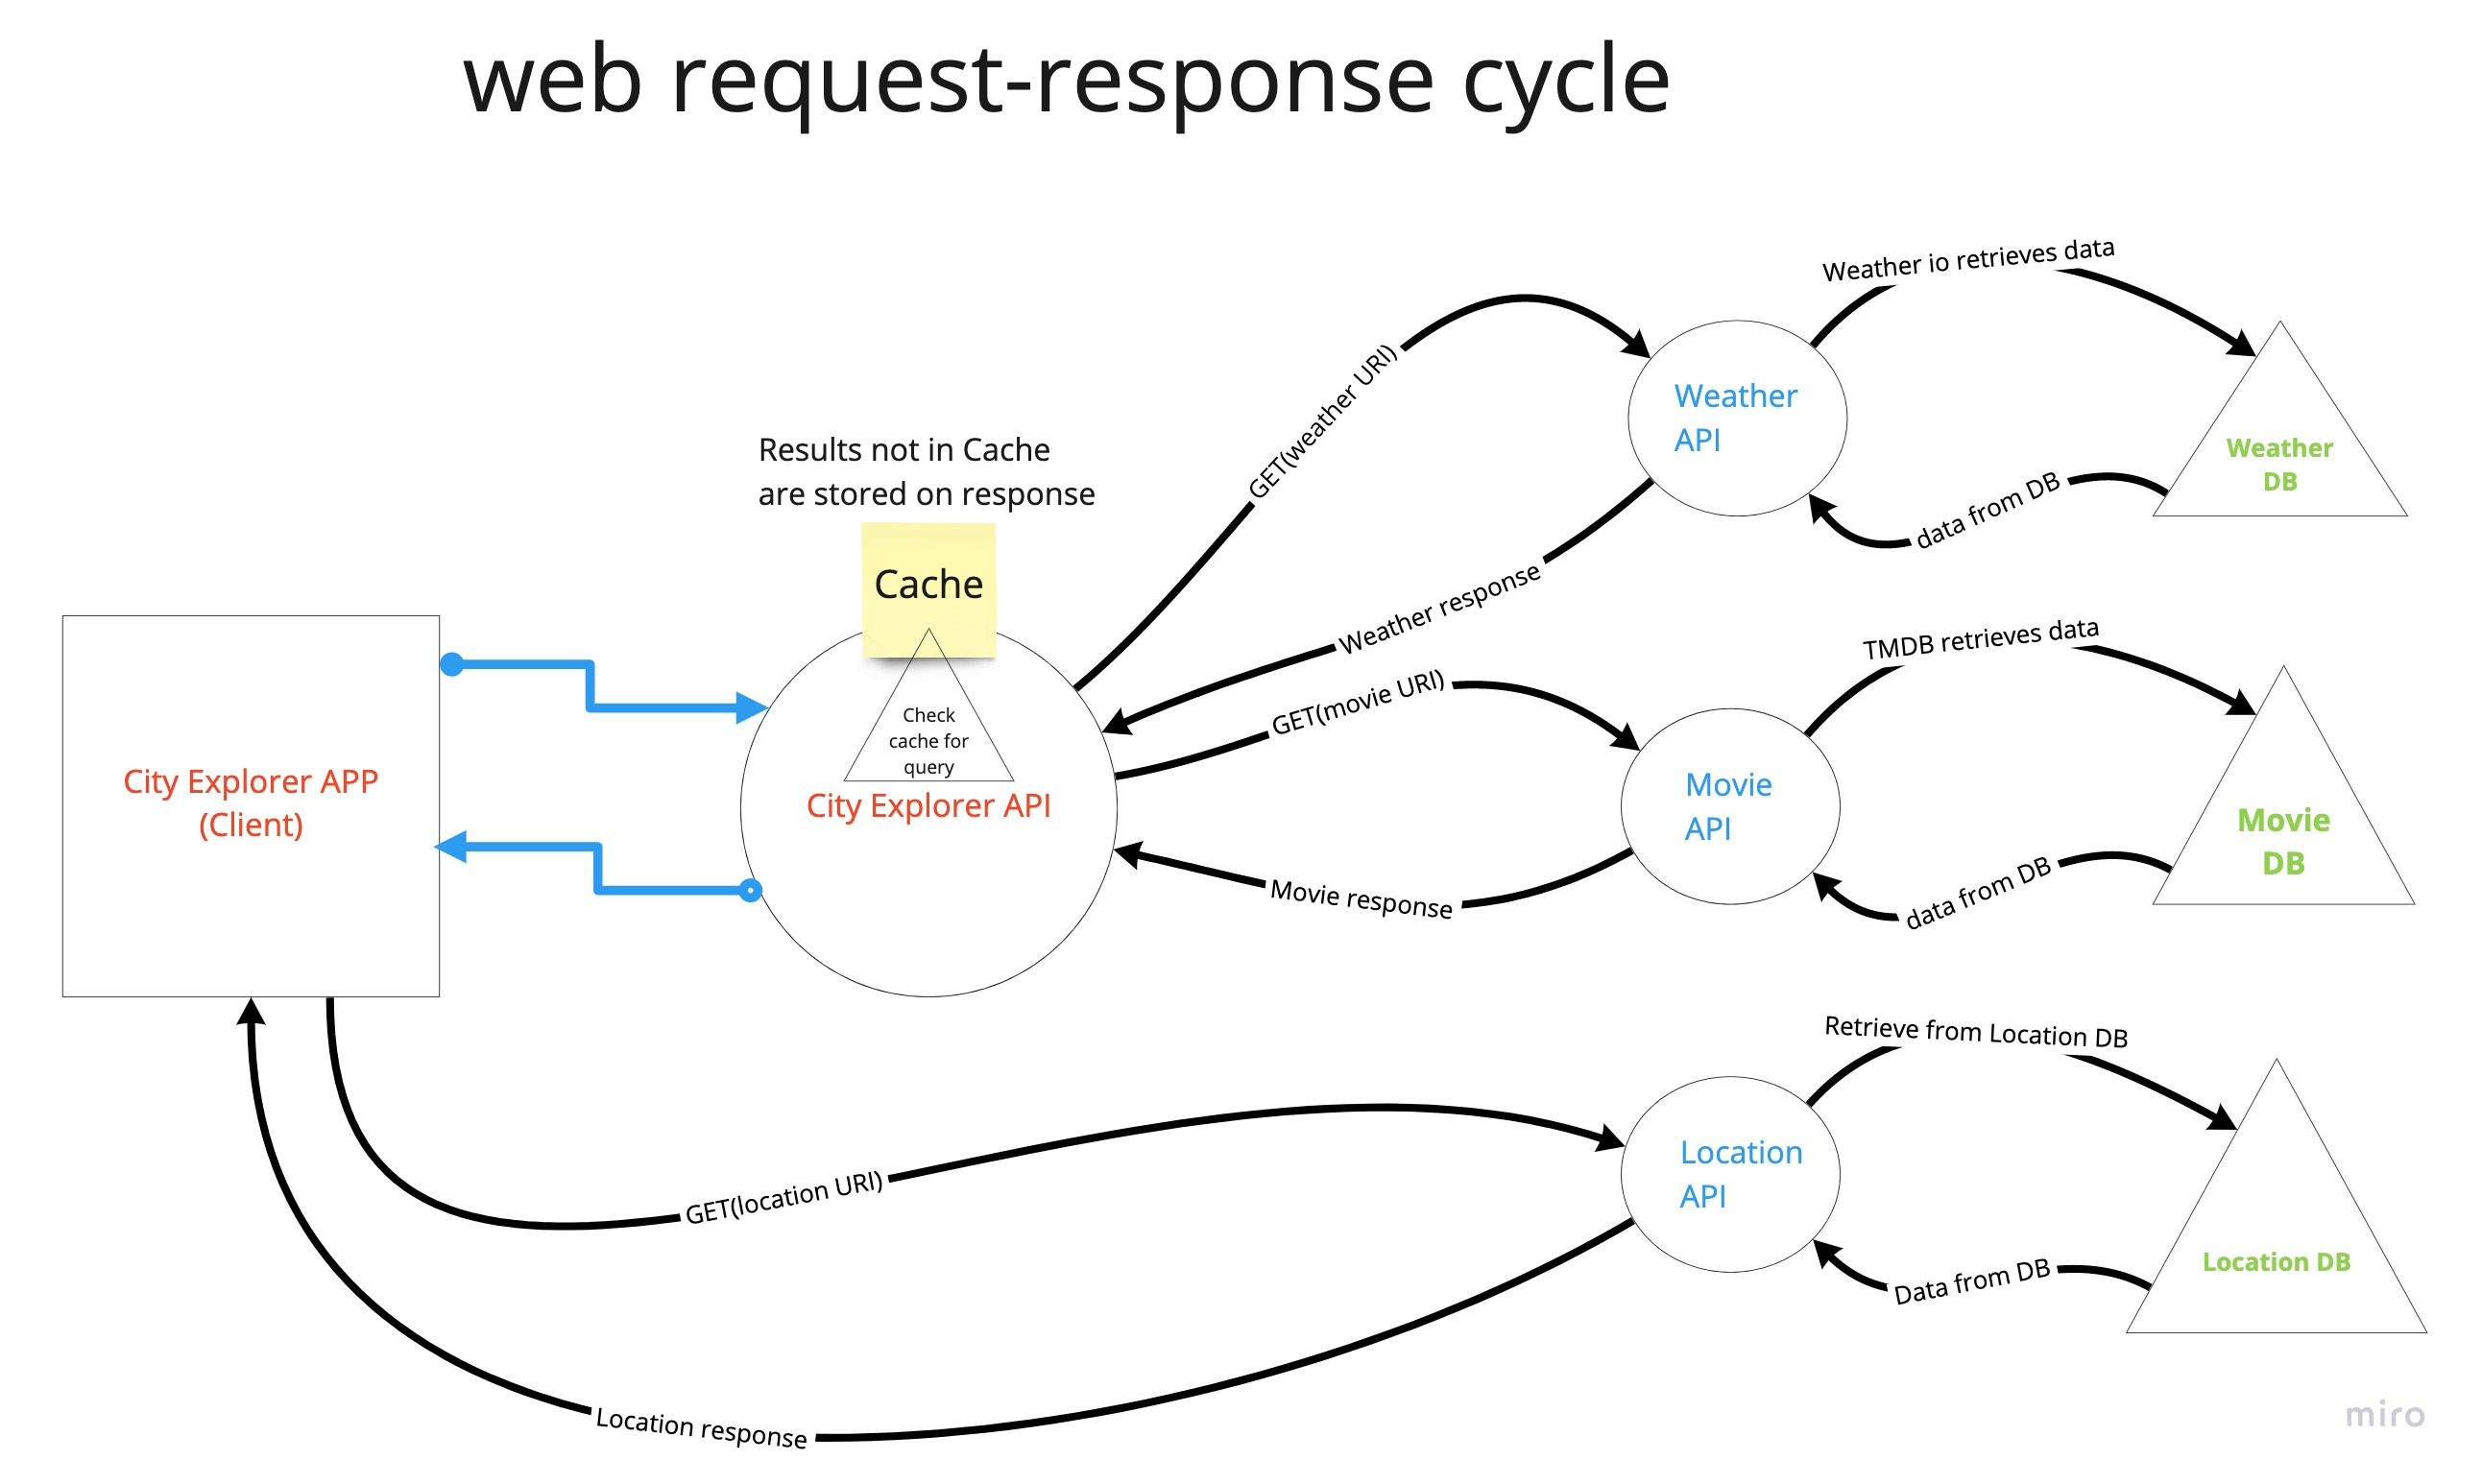 web request-response cycle
Weather io retrieves data
GET(weather URI)
Weather
API
Weather
DB
data from DB
Results not in Cache
are stored on response
Cache
Weather response
TMDB retrieves data
GET(movie URI)
Check
cache for
query
City Explorer API
City Explorer APP
(Client)
Movie
API
Movie
DB
data from DB
Movie response
Retrieve from Location DB
GET(location URI)
Location
API
Location DB
Data from DB
Location response
miro